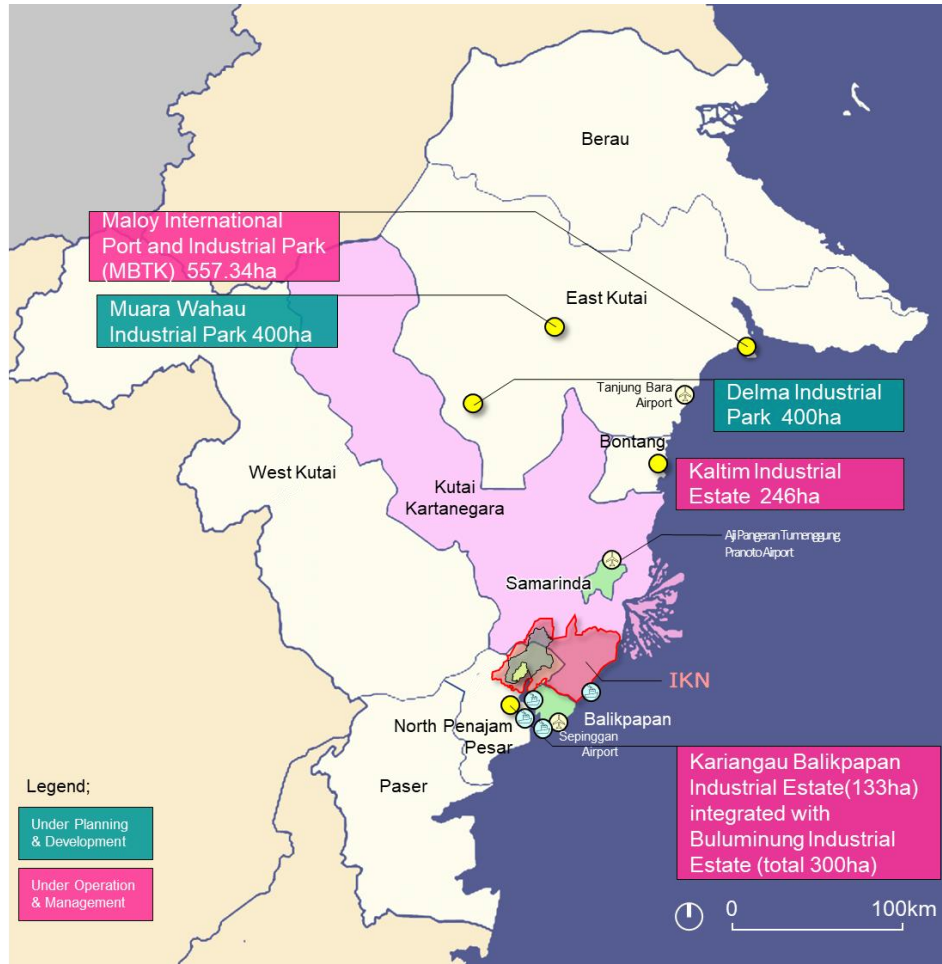 Berau
Maloy International
Port and Industrial Park
(MBTK) 557.34ha
East Kutai
Muara Wahau
Industrial Park 400ha
Tanjung Bara
Airport
Delma Industrial
Park 400ha
Bontang
West Kutai
Kaltim Industrial
Estate 246ha
Kutai
Kartanegara
Aji Pangeran Tumenggung
Pranoto Airport
Samarinda
IKN
North Penajam
Pesar
Balikpapan
Sepinggan
Airport
Kariangau Balikpapan
Industrial Estate(133ha)
integrated with
Buluminung Industrial
Estate (total 300ha)
Paser
Legend;
Under Planning
& Development
Under Operation
& Management
0 100km